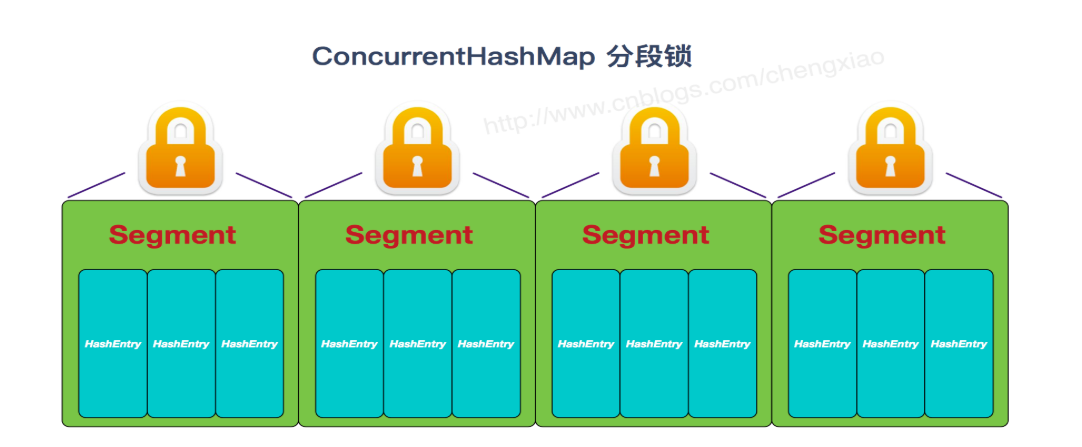 ConcurrentHashMap 分段锁
http://www.cnblogs.com/chengxiao
Segment Segment Segment Segment
HashEntry HashEntry HashEntry HashEntry HashEntry HashEntry HashEntry HashEntry HashEntry HashEntry HashEntry HashEntry